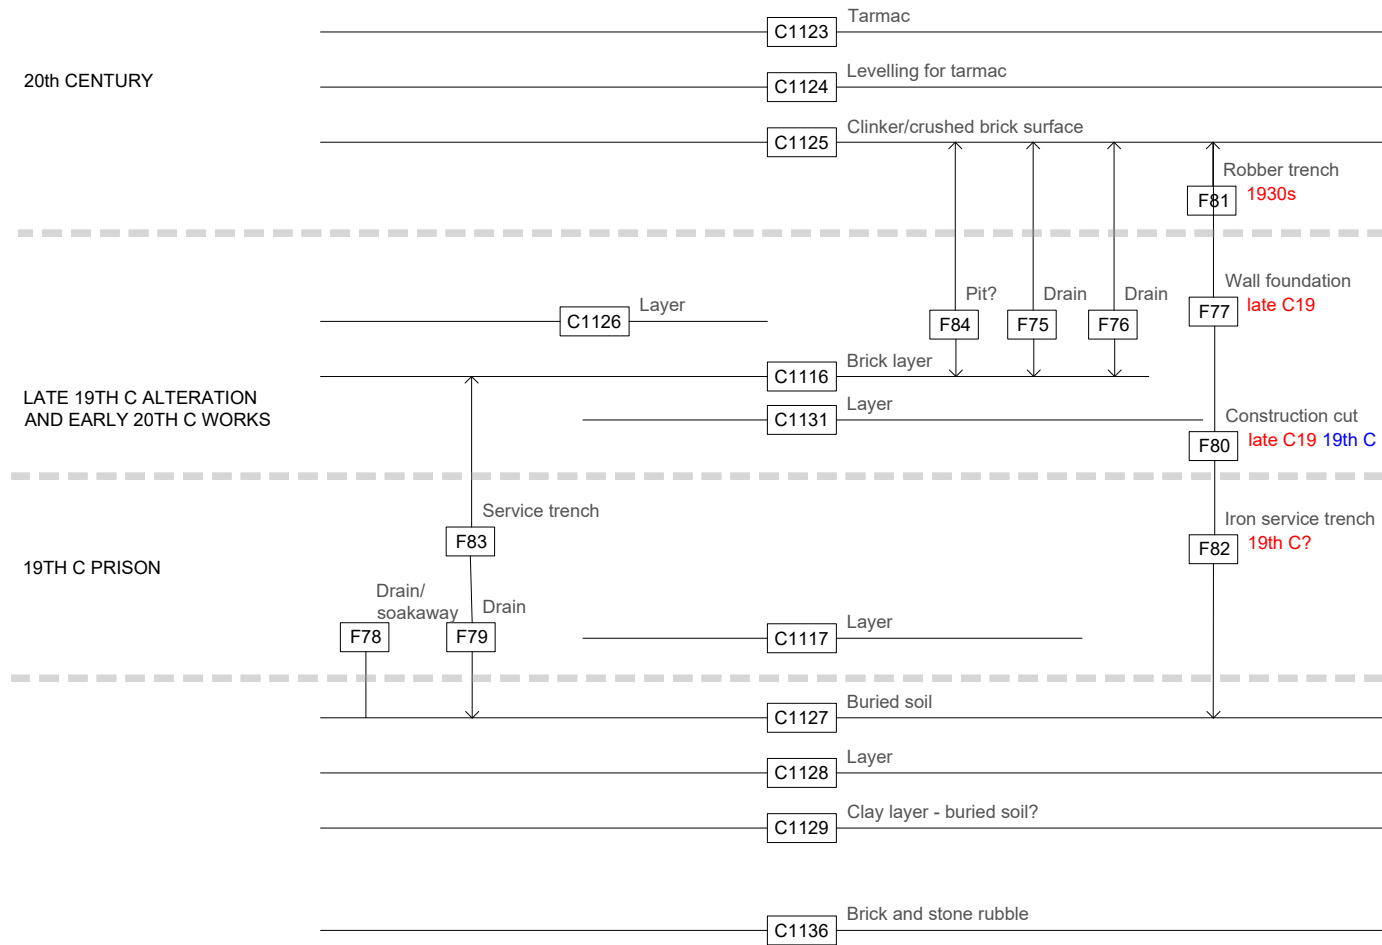 Tarmac
C1123
20th CENTURY
Levelling for tarmac
C1124
Clinker/crushed brick surface
C1125
Robber trench
F81 1930s
Wall foundation
F77 late C19
Layer
C1126
Pit?
F84
Drain
F75
Drain
F76
Brick layer
C1116
LATE 19TH C ALTERATION
AND EARLY 20TH C WORKS
Layer
C1131
Construction cut
F80 late C19 19th C
Service trench
F83
Iron service trench
F82 19th C?
19TH C PRISON
Drain/
soakaway
F78
Drain
F79
Layer
C1117
Buried soil
C1127
Layer
C1128
Clay layer - buried soil?
C1129
Brick and stone rubble
C1136